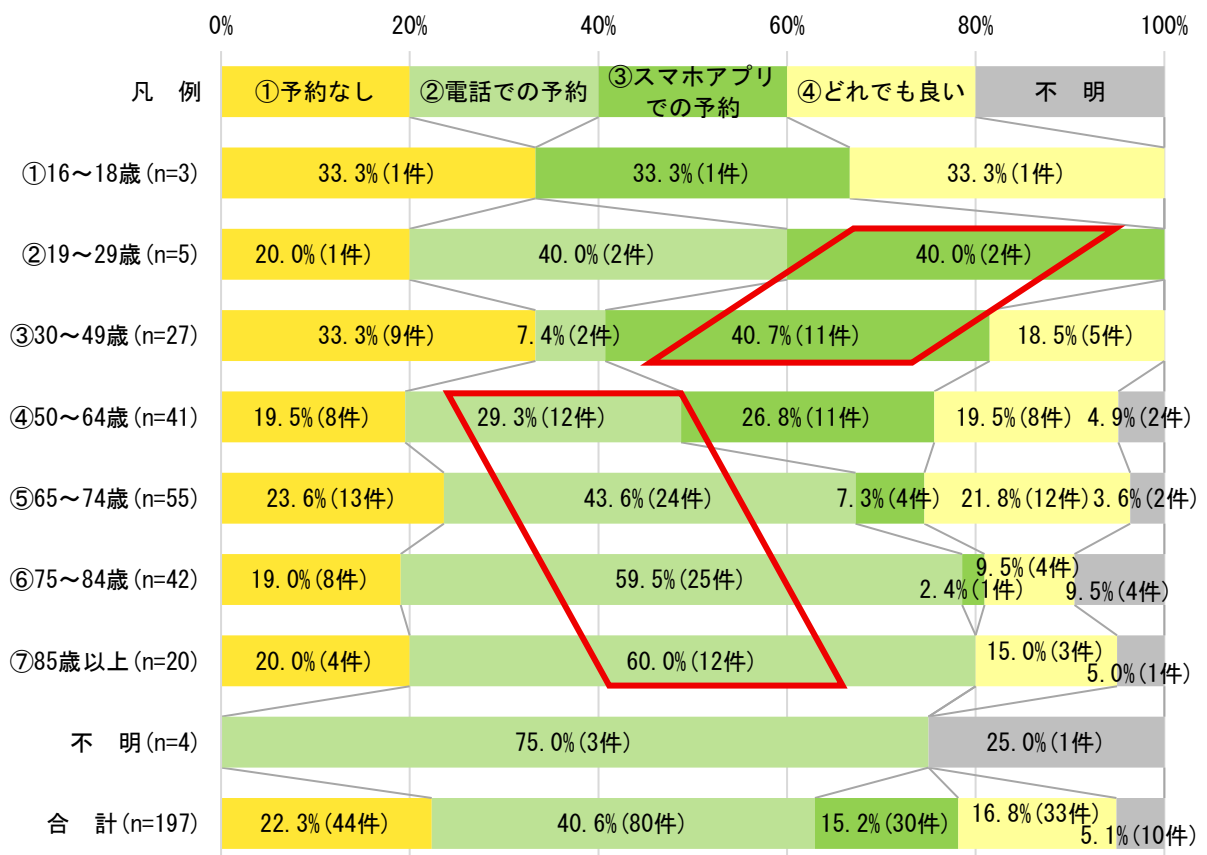 0% 20% 40% 60% 80% 100%
凡 例 ①予約なし ②電話での予約 ③スマホアプリでの予約 ④どれでも良い 不 明
①16～18歳(n=3) 33.3%(1件) 33.3%(1件) 33.3%(1件)
②19～29歳(n=5) 20.0%(1件) 40.0%(2件) 40.0%(2件)
③30～49歳(n=27) 33.3%(9件) 7.4%(2件) 40.7%(11件) 18.5%(5件)
④50～64歳(n=41) 19.5%(8件) 29.3%(12件) 26.8%(11件) 19.5%(8件) 4.9%(2件)
⑤65～74歳(n=55) 23.6%(13件) 43.6%(24件) 7.3%(4件) 21.8%(12件) 3.6%(2件)
⑥75～84歳(n=42) 19.0%(8件) 59.5%(25件) 2.4%(1件) 9.5%(4件) 9.5%(4件)
⑦85歳以上(n=20) 20.0%(4件) 60.0%(12件) 15.0%(3件) 5.0%(1件)
不 明(n=4) 75.0%(3件) 25.0%(1件)
合 計(n=197) 22.3%(44件) 40.6%(80件) 15.2%(30件) 16.8%(33件) 5.1%(10件)